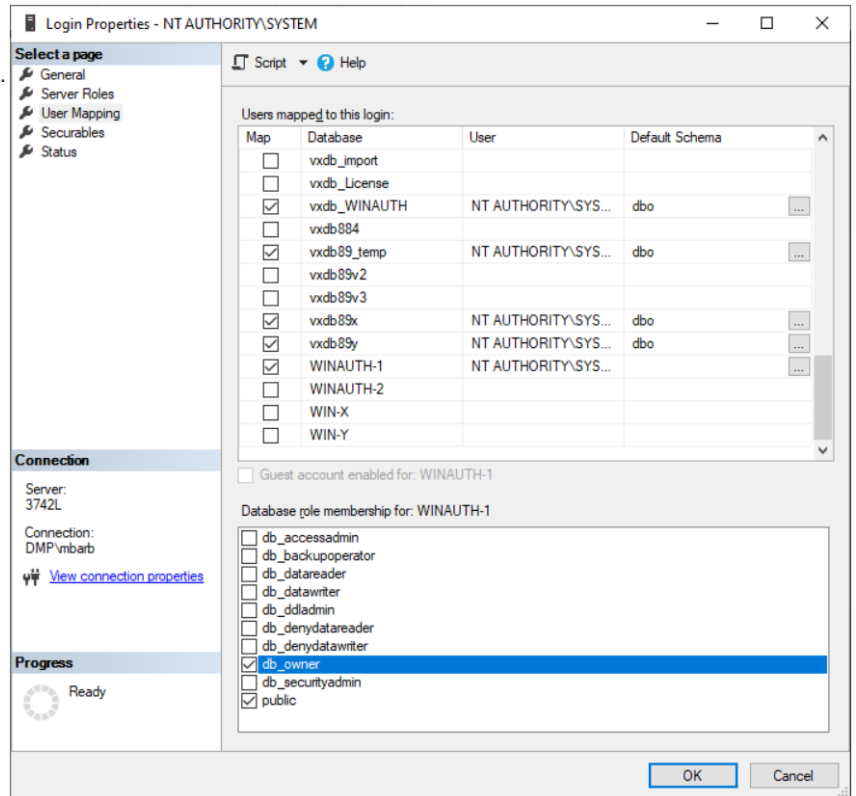 Login Properties - NT AUTHORITY\SYSTEM
Select a page
General
Server Roles
User Mapping
Securables
Status
Script Help
Users mapped to this login:
Map Database User Default Schema
vxdb_import
vxdb_License
vxdb_WINAUTH NT AUTHORITY\SYS... dbo ...
vxdb884
vxdb89_temp NT AUTHORITY\SYS... dbo ...
vxdb89v2
vxdb89v3
vxdb89x NT AUTHORITY\SYS... dbo ...
vxdb89y NT AUTHORITY\SYS... dbo ...
WINAUTH-1 NT AUTHORITY\SYS... ...
WINAUTH-2
WIN-X
WIN-Y
Guest account enabled for: WINAUTH-1
Database role membership for: WINAUTH-1
db_accessadmin
db_backupoperator
db_datareader
db_datawriter
db_ddladmin
db_denydatareader
db_denydatawriter
db_owner
db_securityadmin
public
Connection
Server:
3742L
Connection:
DMP\mbarb
View connection properties
Progress
Ready
OK Cancel